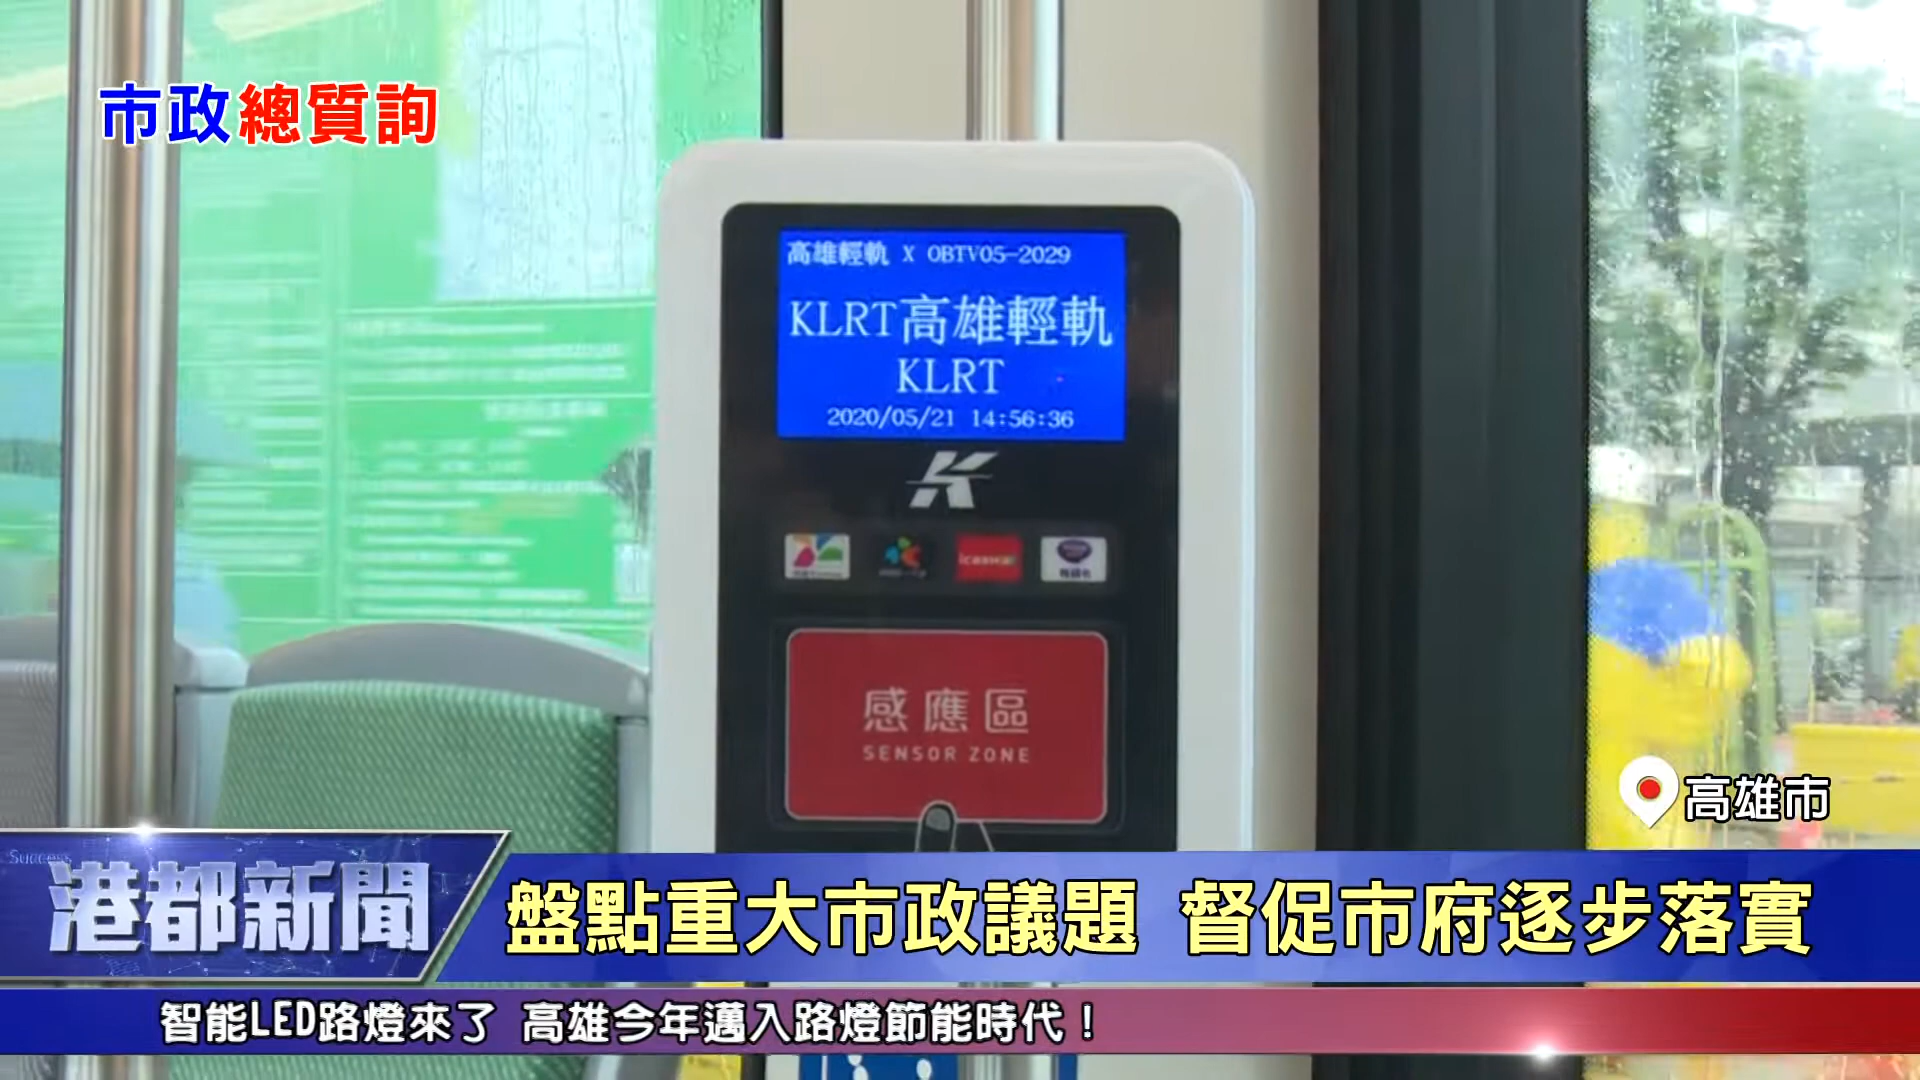 市政總質詢
高雄輕軌 X OBTV05-2029
KLRT高雄輕軌
KLRT
2020/05/21 14:56:36
感應區
SENSOR ZONE
高雄市
Success
港都新聞
盤點重大市政議題 督促市府逐步落實
智能LED路燈來了 高雄今年邁入路燈節能時代！